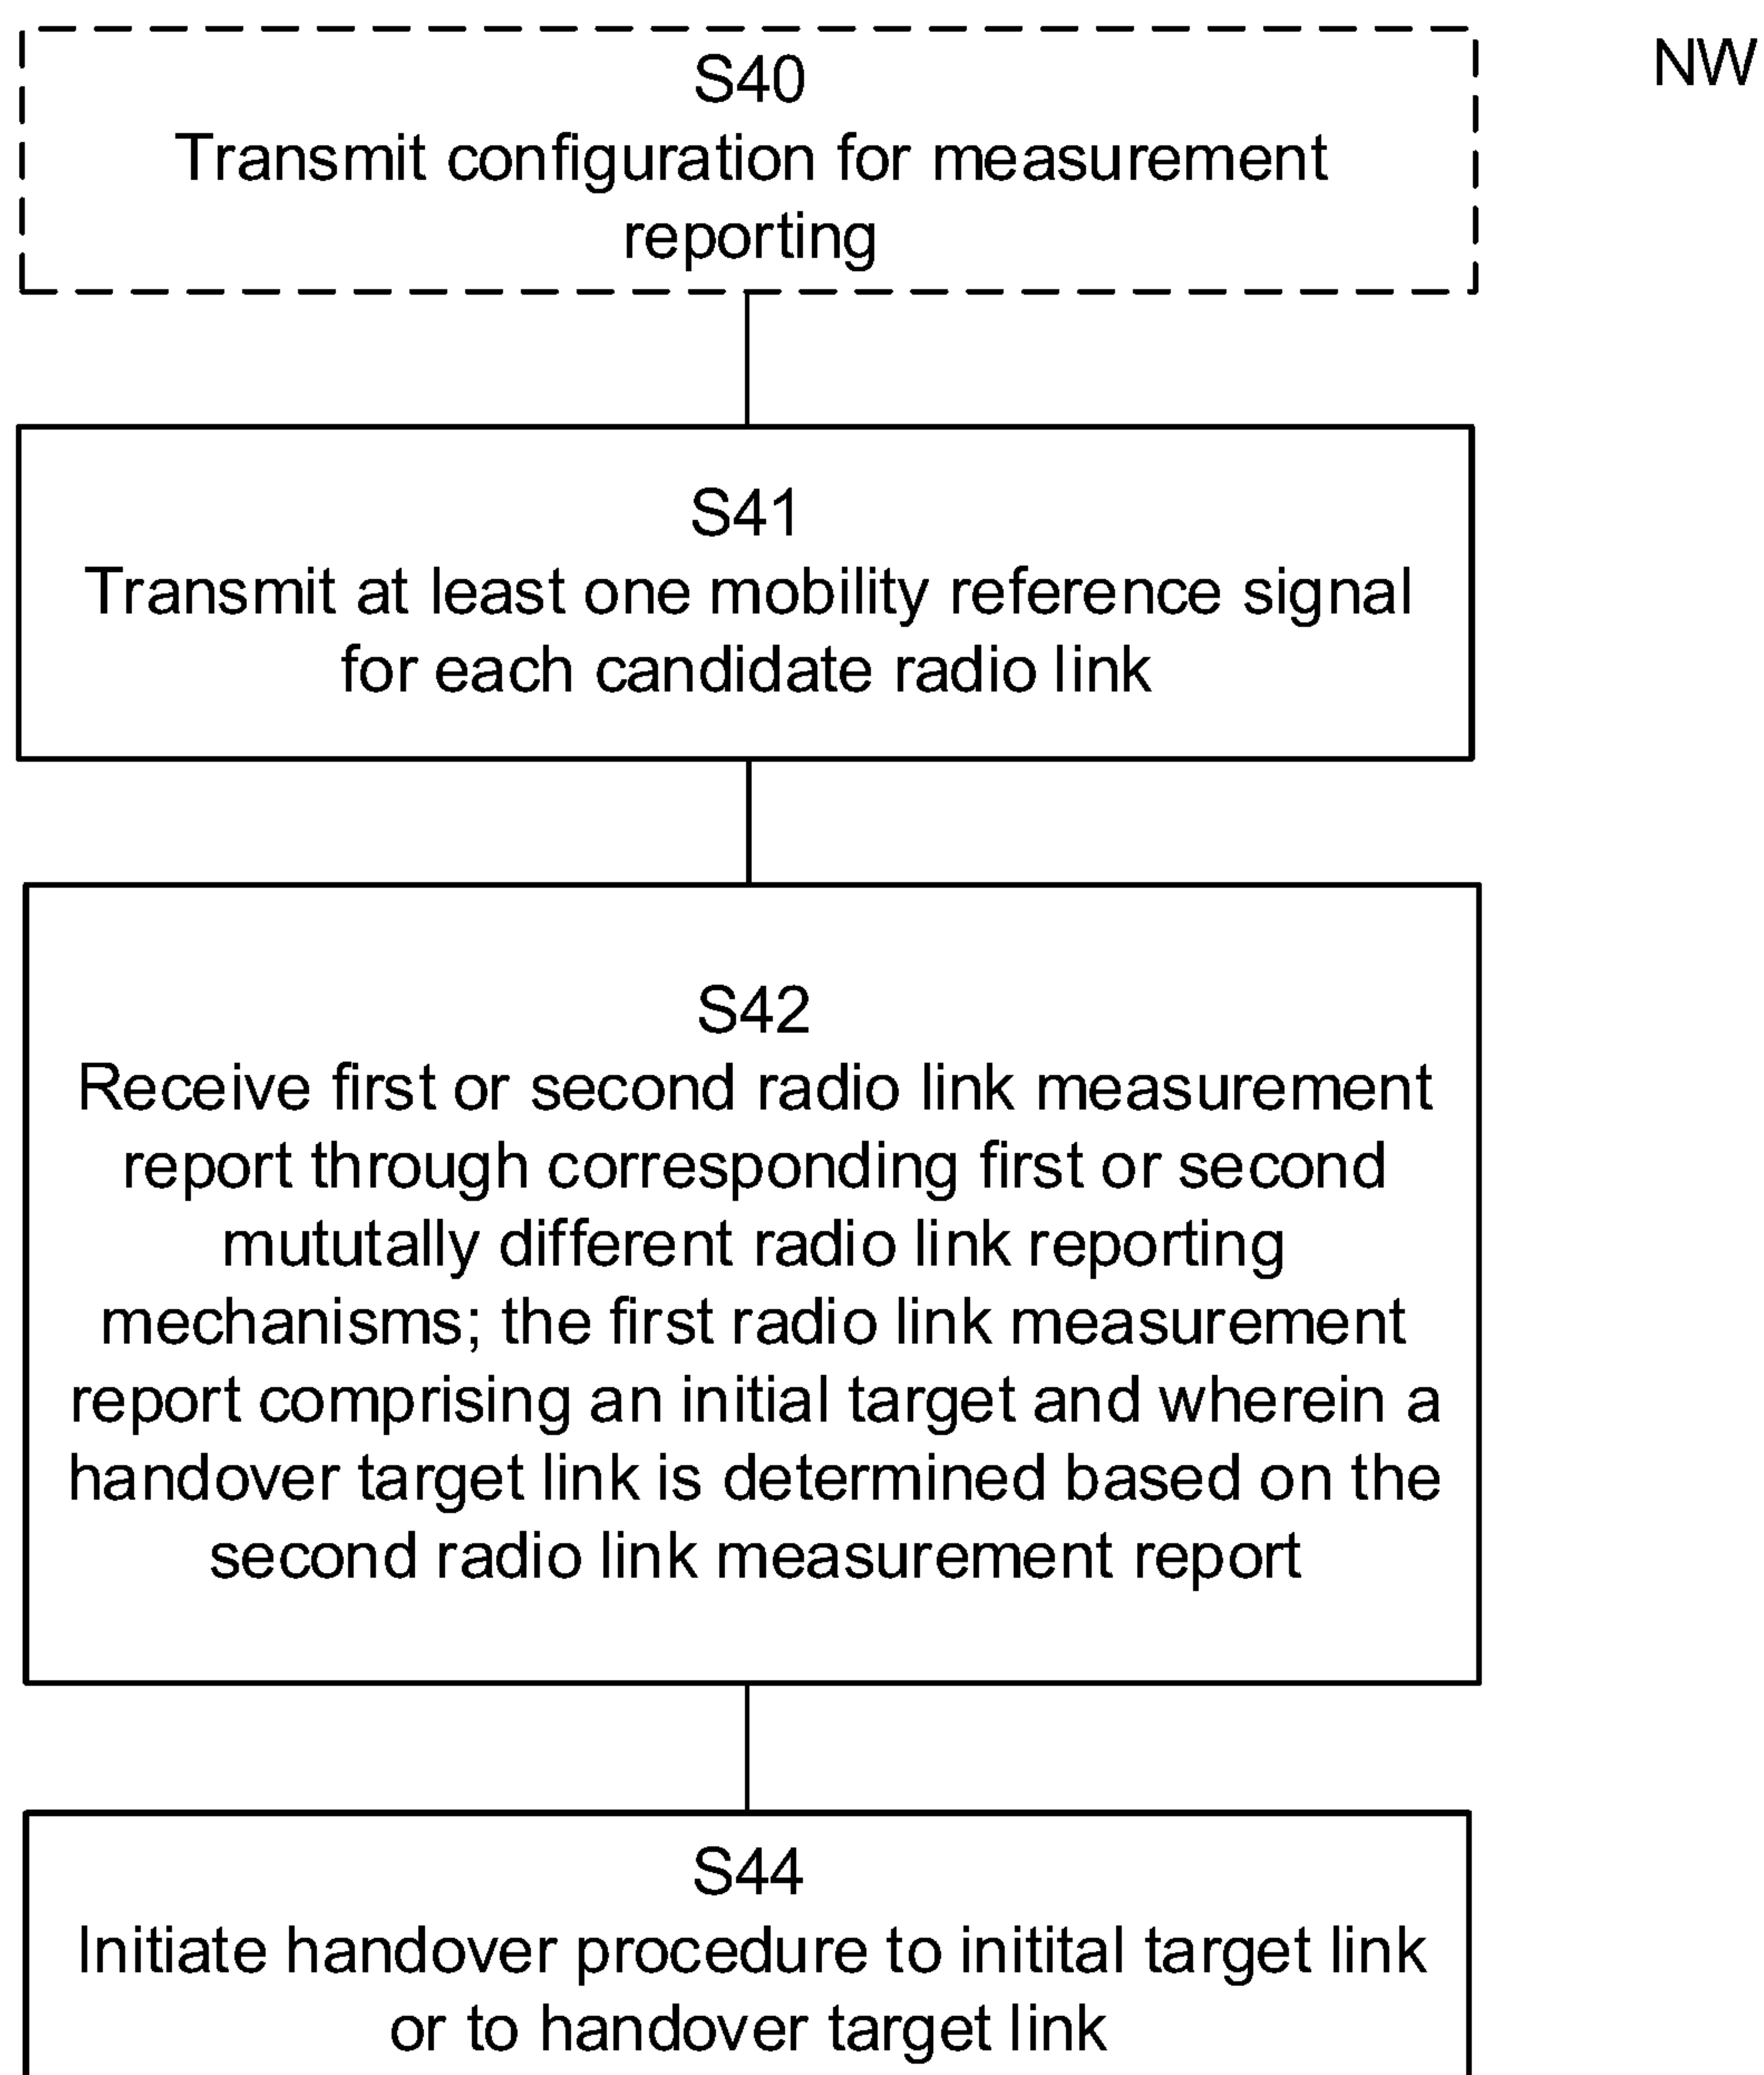 S40
NW
Transmit configuration for measurement
reporting
S41
Transmit at least one mobility reference signal
for each candidate radio link
S42
Receive first or second radio link measurement
report through corresponding first or second
mututally different radio link reporting
mechanisms; the first radio link measurement
report comprising an initial target and wherein a
handover target link is determined based on the
second radio link measurement report
S44
Initiate handover procedure to initital target link
or to handover target link